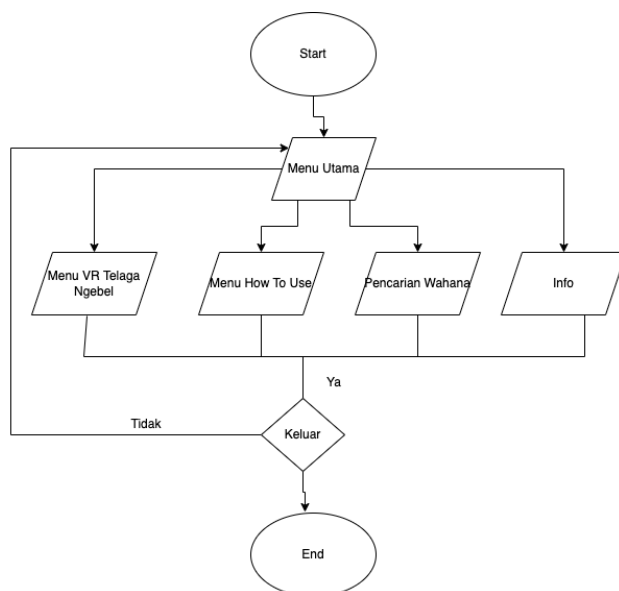 Start
Menu Utama
Menu VR Telaga
Ngebel
Menu How To Use
Pencarian Wahana
Info
Ya
Tidak
Keluar
End